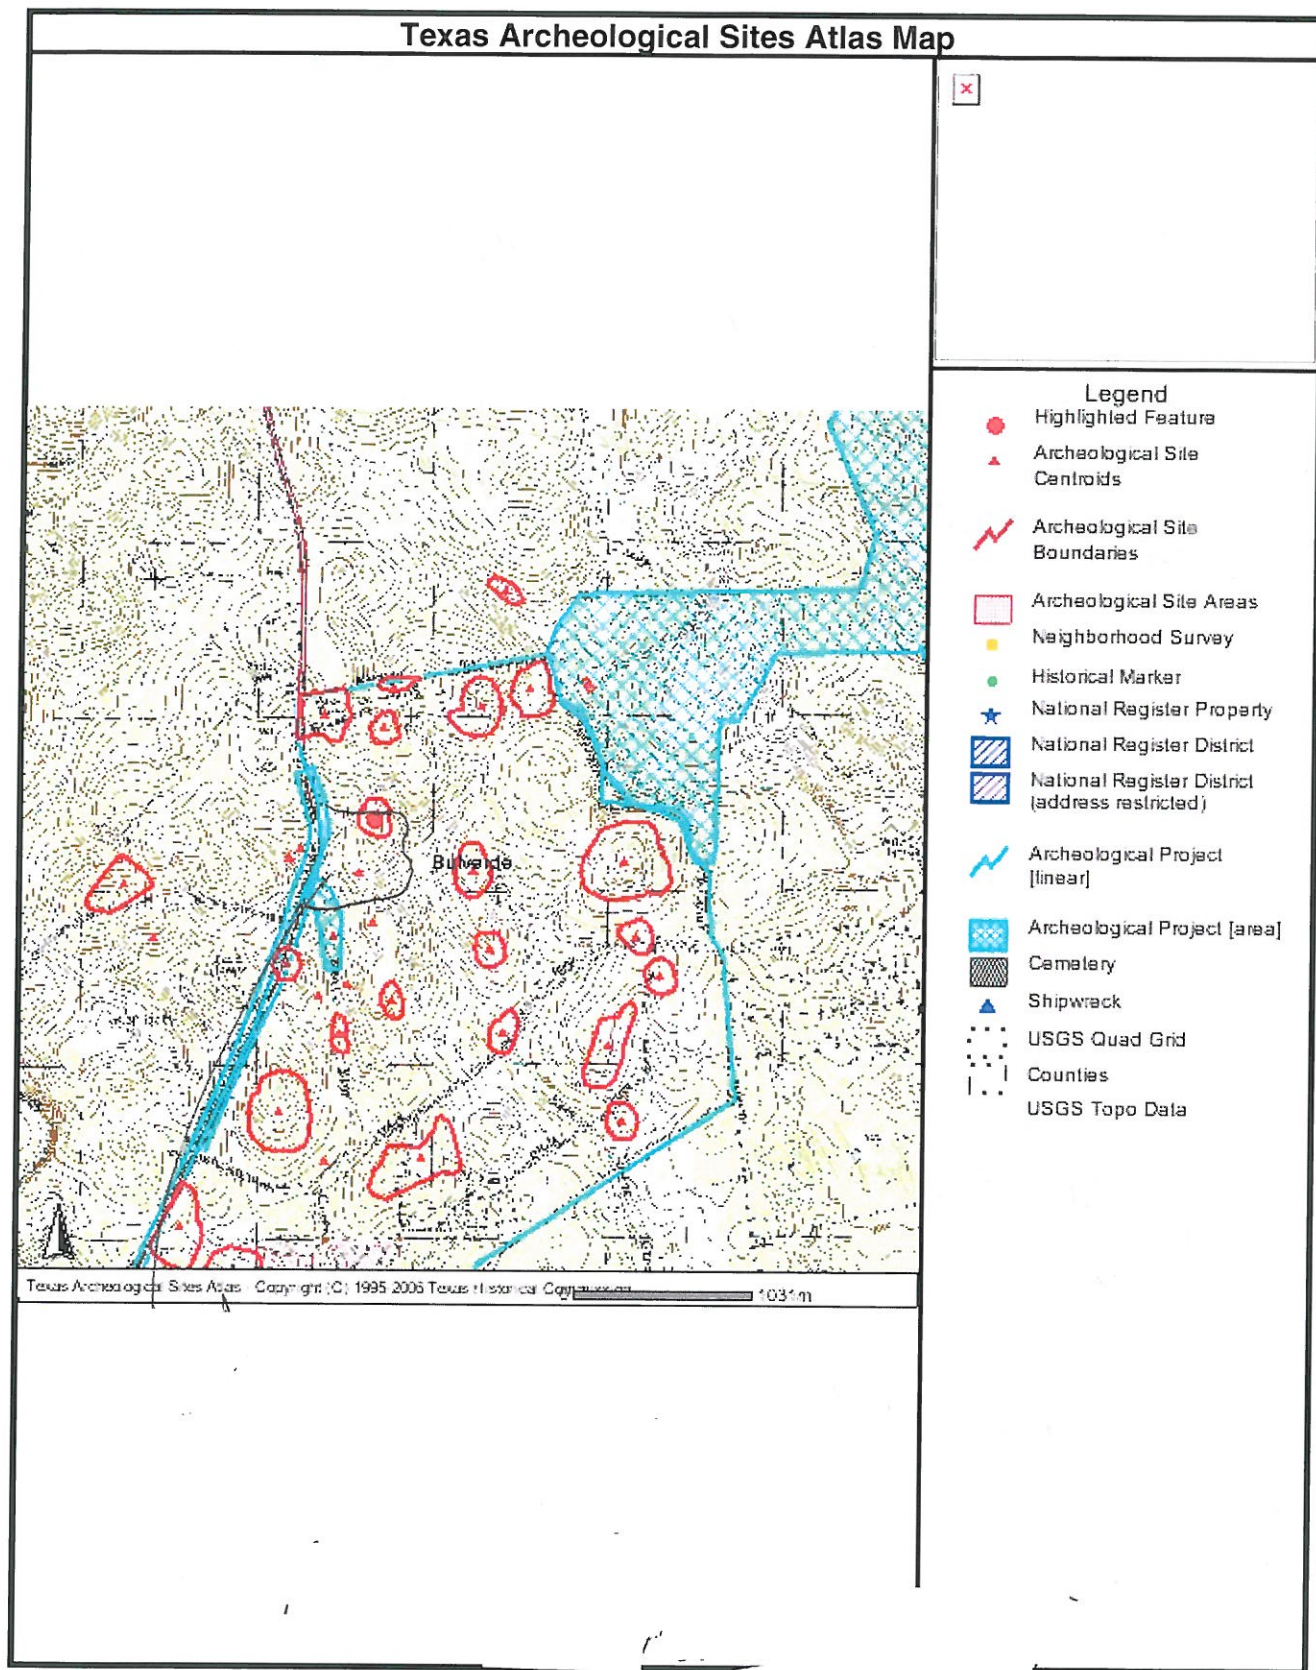 Texas Archeological Sites Atlas Map
Bulverde
Texas Archeological Sites Atlas - Copyright (C) 1995-2006 Texas Historical Commission
1031m
Legend
Highlighted Feature
Archeological Site
Centroids
Archeological Site
Boundaries
Archeological Site Areas
Neighborhood Survey
Historical Marker
National Register Property
National Register District
National Register District
(address restricted)
Archeological Project
[linear]
Archeological Project [area]
Cemetery
Shipwreck
USGS Quad Grid
Counties
USGS Topo Data